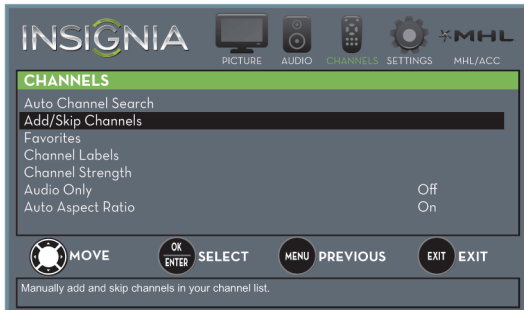 INSIGNIA
PICTURE AUDIO CHANNELS SETTINGS MHL MHL/ACC
CHANNELS
Auto Channel Search
Add/Skip Channels
Favorites
Channel Labels
Channel Strength
Audio Only Off
Auto Aspect Ratio On
MOVE OK ENTER SELECT MENU PREVIOUS EXIT EXIT
Manually add and skip channels in your channel list.